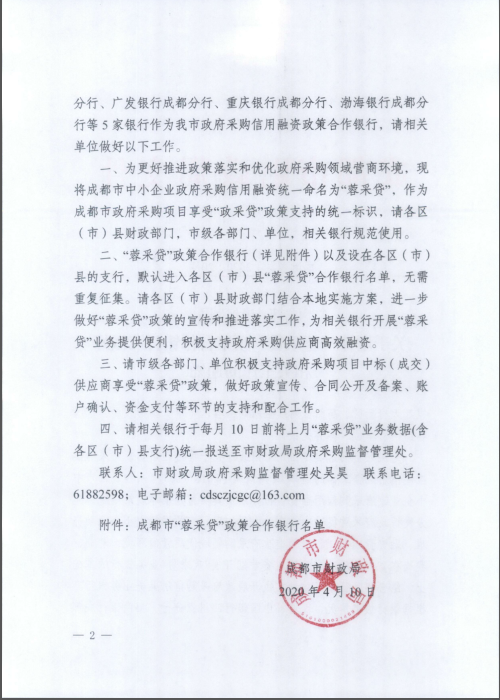 分行、广发银行成都分行、重庆银行成都分行、渤海银行成都分
行等 5 家银行作为我市政府采购信用融资政策合作银行，请相关
单位做好以下工作。
一、为更好推进政策落实和优化政府采购领域营商环境，现
将成都市中小企业政府采购信用融资统一命名为“蓉采贷”，作为
成都市政府采购项目享受“政采贷”政策支持的统一标识，请各区
（市）县财政部门，市级各部门、单位，相关银行规范使用。
二、“蓉采贷”政策合作银行（详见附件）以及设在各区（市）
县的支行，默认进入各区（市）县“蓉采贷”合作银行名单，无需
重复征集。请各区（市）县财政部门结合本地实施方案，进一步
做好“蓉采贷”政策的宣传和推进落实工作，为相关银行开展“蓉采
贷”业务提供便利，积极支持政府采购供应商高效融资。
三、请市级各部门、单位积极支持政府采购项目中标（成交）
供应商享受“蓉采贷”政策，做好政策宣传、合同公开及备案、账
户确认、资金支付等环节的支持和配合工作。
四、请相关银行于每月 10 日前将上月“蓉采贷”业务数据(含
各区（市）县支行)统一报送至市财政局政府采购监督管理处。
联系人：市财政局政府采购监督管理处吴昊 联系电话：
61882598；电子邮箱：cdsczjcgc@163.com
附件：成都市“蓉采贷”政策合作银行名单
成都市财政局
成都市财政局
2020 年 4 月 10 日
— 2 —